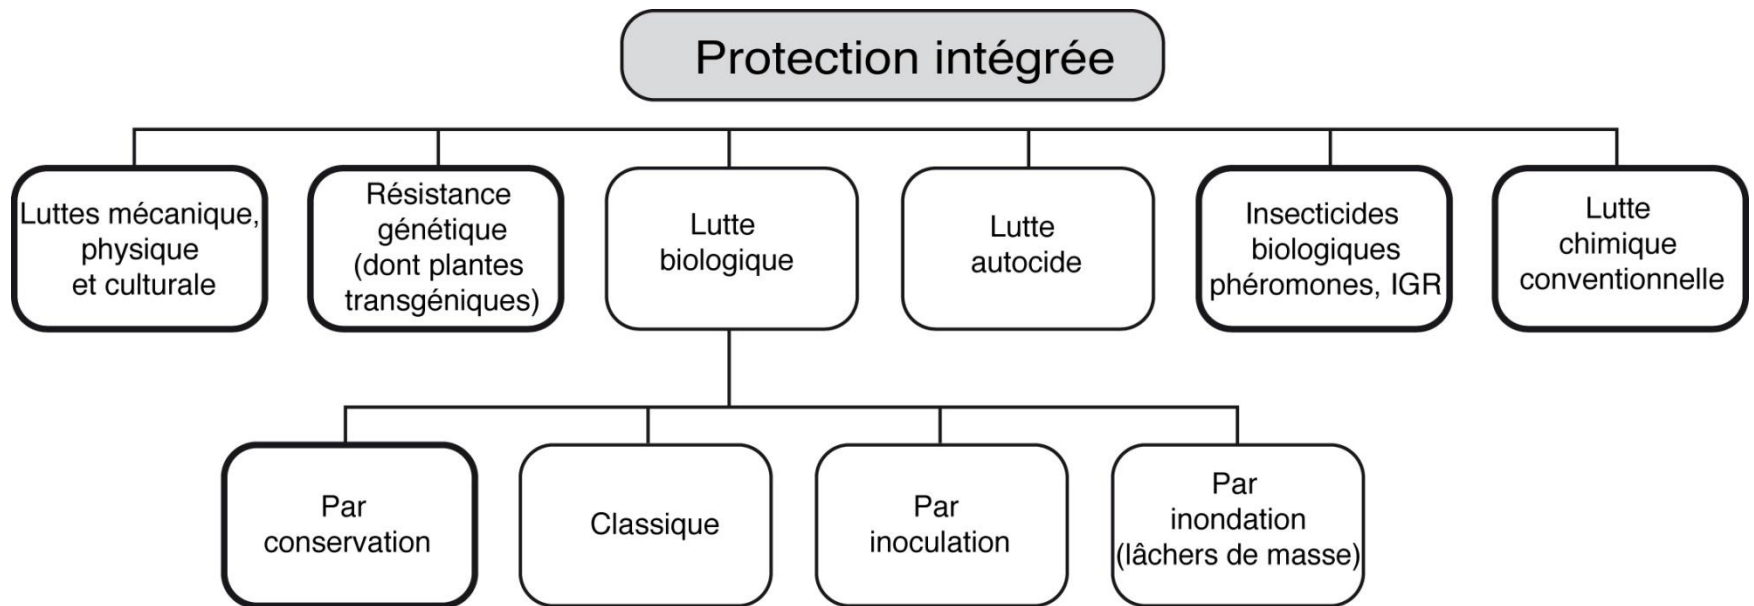 Protection intégrée
Luttes mécanique,
physique
et culturale
Résistance
génétique
(dont plantes
transgéniques)
Lutte
biologique
Lutte
autocide
Insecticides
biologiques
phéromones, IGR
Lutte
chimique
conventionnelle
Par
conservation
Classique
Par
inoculation
Par
inondation
(lâchers de masse)